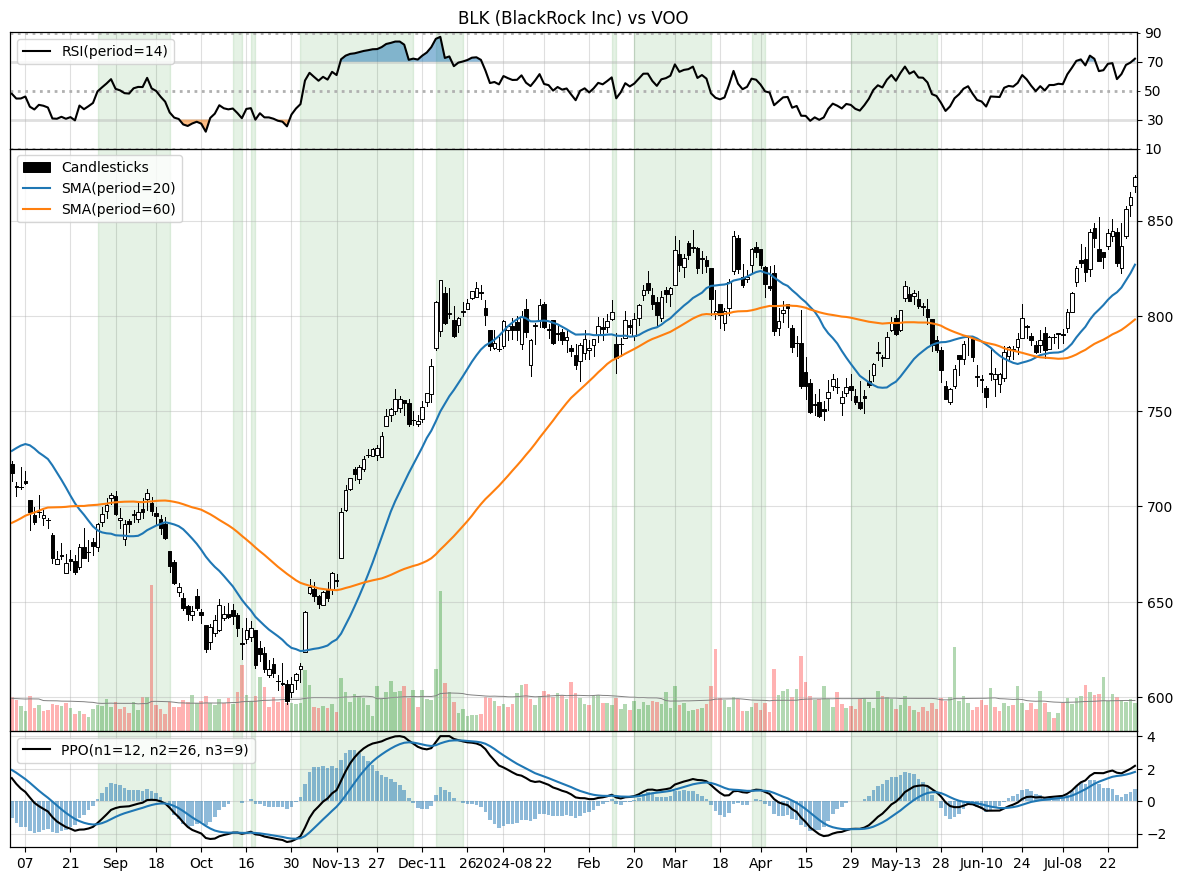 BLK (BlackRock Inc) vs VOO
RSI(period=14)
90
70
50
30
10
Candlesticks
SMA(period=20)
SMA(period=60)
850
800
750
700
650
600
PPO(n1=12, n2=26, n3=9)
4
2
0
−2
07 21 Sep 18 Oct 16 30 Nov-13 27 Dec-11 26 2024-08 22 Feb 20 Mar 18 Apr 15 29 May-13 28 Jun-10 24 Jul-08 22